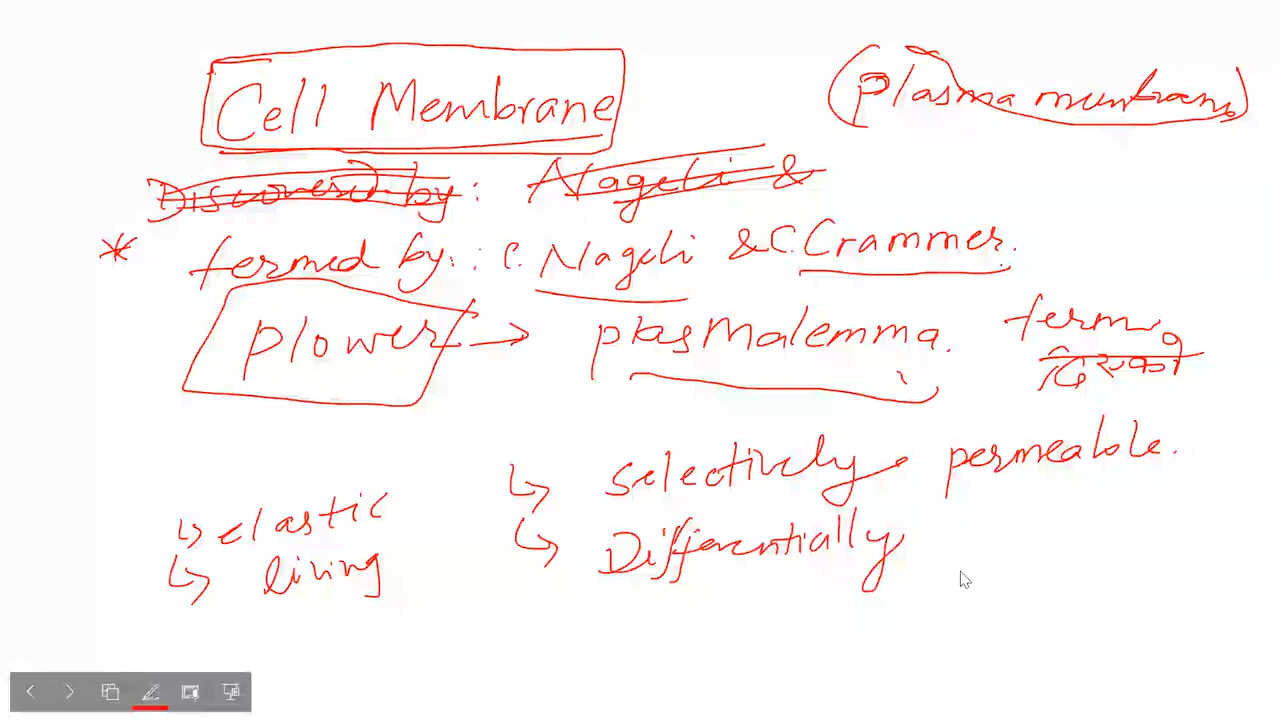 Cell Membrane
(Plasma membrane)
Discovered by : Nageli &
* termed by : C. Nageli & C. Crammer.
plower → plasmalemma. term
दिएका
↳ selectively permeable.
↳ elastic
↳ Differentially
↳ living